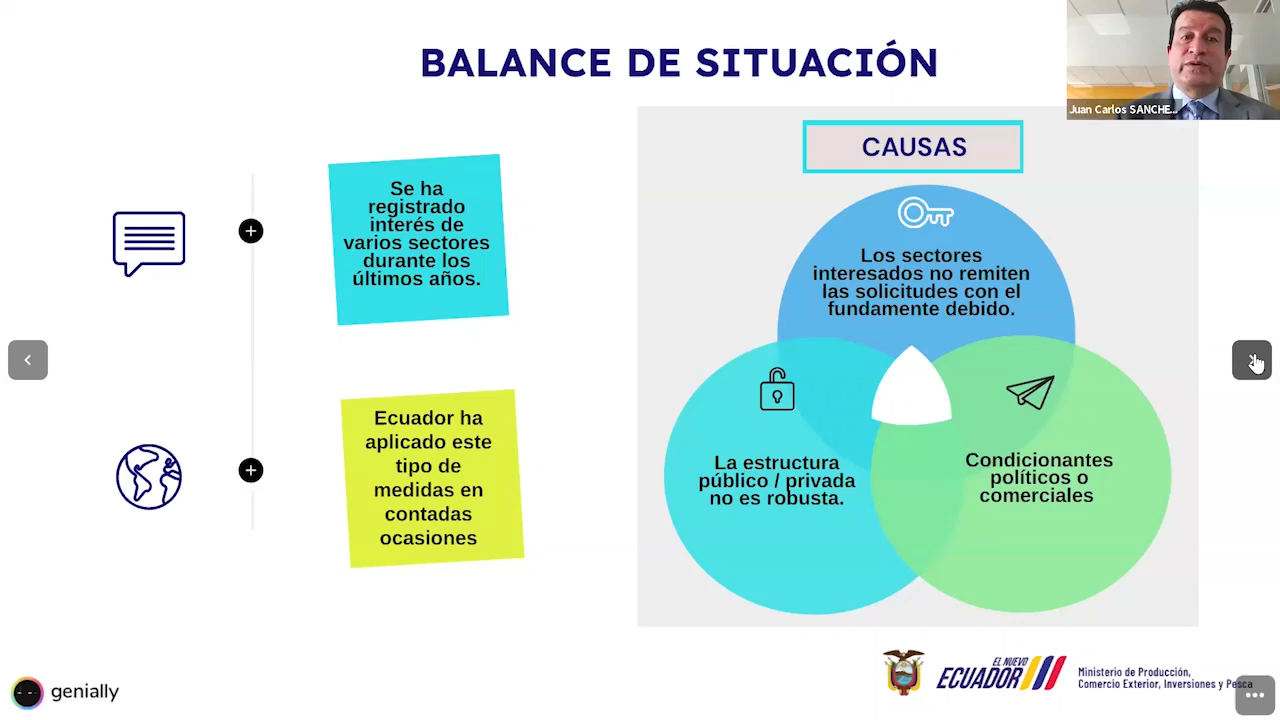 BALANCE DE SITUACIÓN
Juan Carlos SANCHE...
Se ha
registrado
interés de
varios sectores
durante los
últimos años.
Ecuador ha
aplicado este
tipo de
medidas en
contadas
ocasiones
CAUSAS
Los sectores
interesados no remiten
las solicitudes con el
fundamente debido.
La estructura
público / privada
no es robusta.
Condicionantes
políticos o
comerciales
genially
EL NUEVO
ECUADOR
Ministerio de Producción,
Comercio Exterior, Inversiones y Pesca